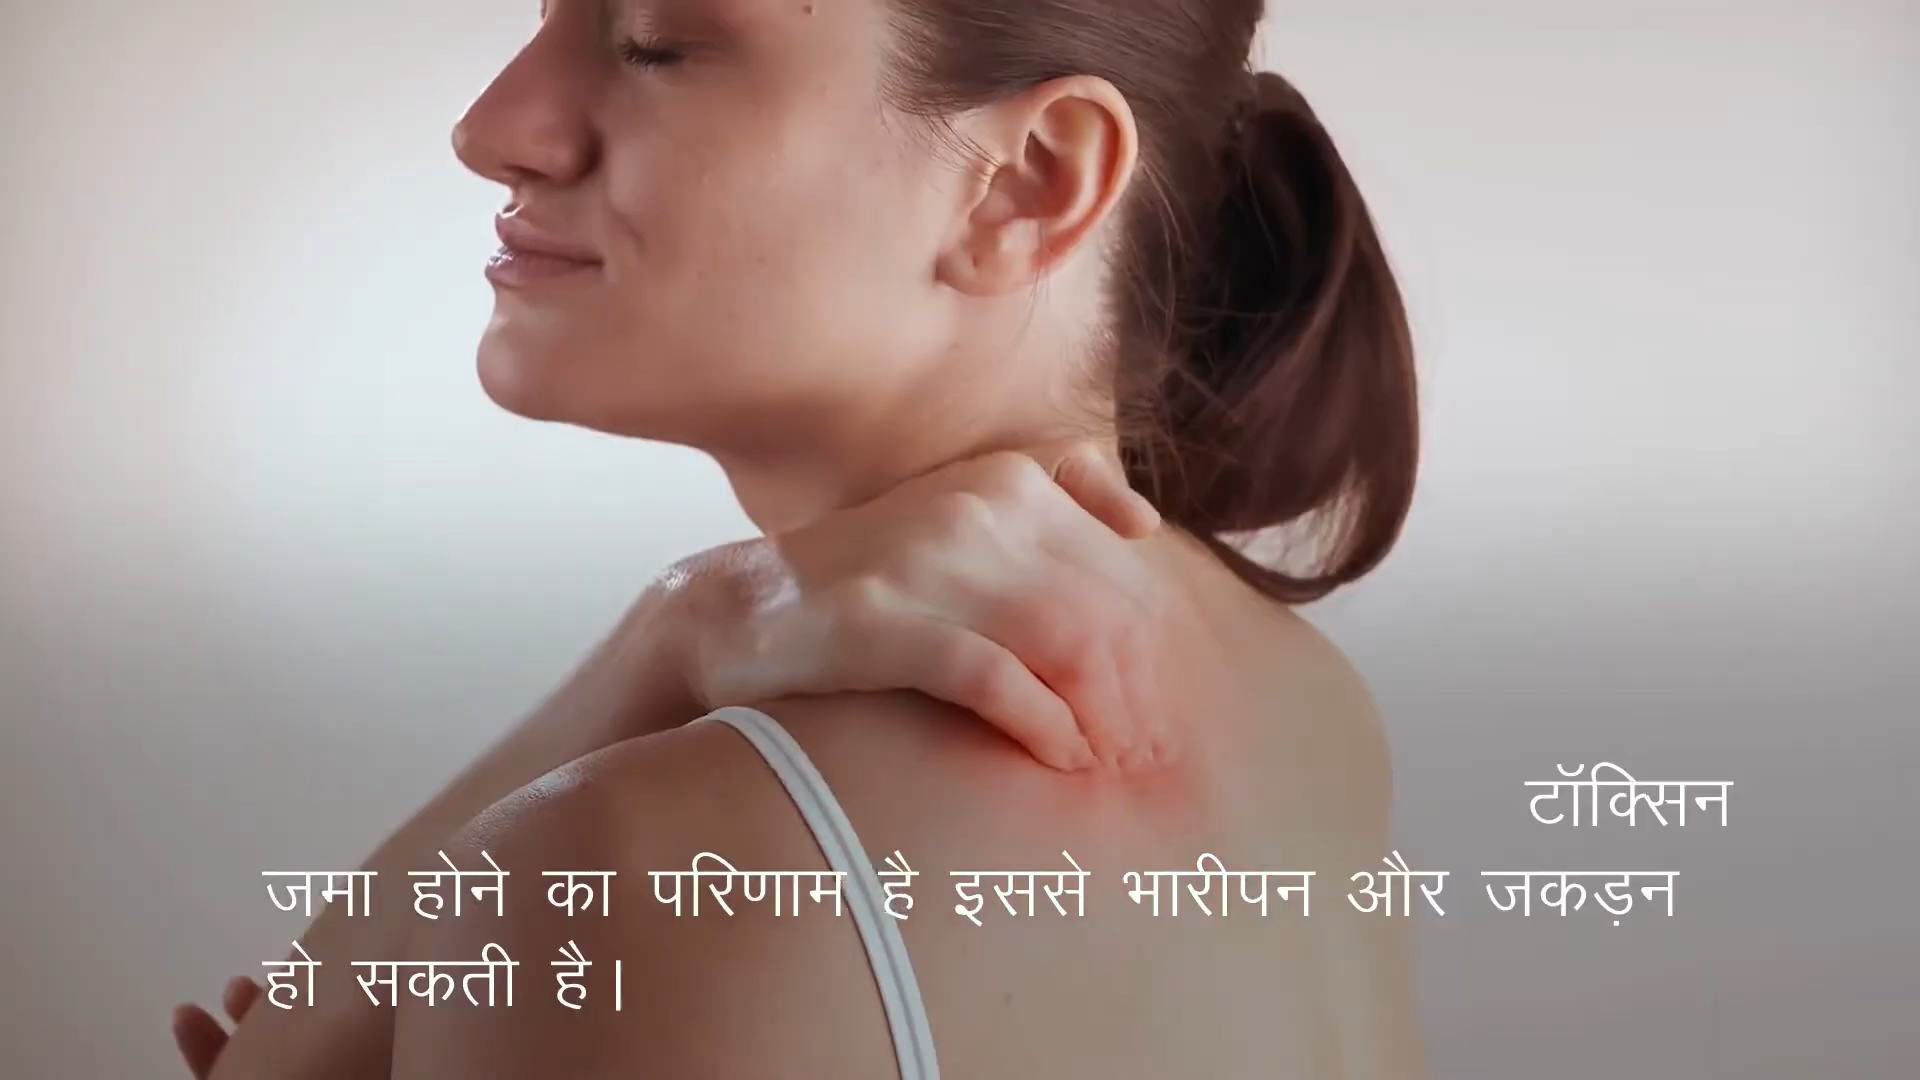 टॉक्सिन
जमा होने का परिणाम है इससे भारीपन और जकड़न
हो सकती है।